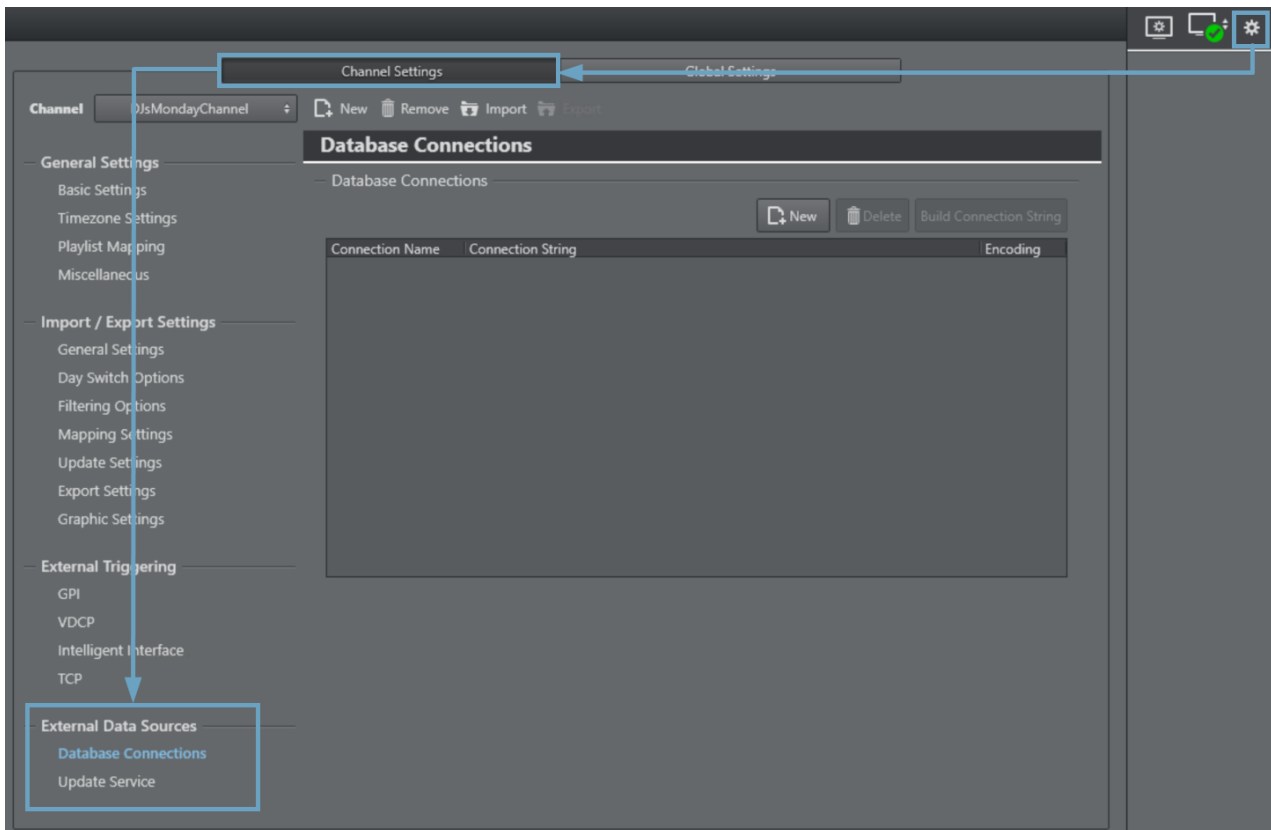 Channel Settings
Global Settings
Channel
DJsMondayChannel
New
Remove
Import
Export
Database Connections
General Settings
Basic Settings
Timezone Settings
Playlist Mapping
Miscellaneous
Import / Export Settings
General Settings
Day Switch Options
Filtering Options
Mapping Settings
Update Settings
Export Settings
Graphic Settings
External Triggering
GPI
VDCP
Intelligent Interface
TCP
External Data Sources
Database Connections
Update Service
Database Connections
New
Delete
Build Connection String
Connection Name
Connection String
Encoding